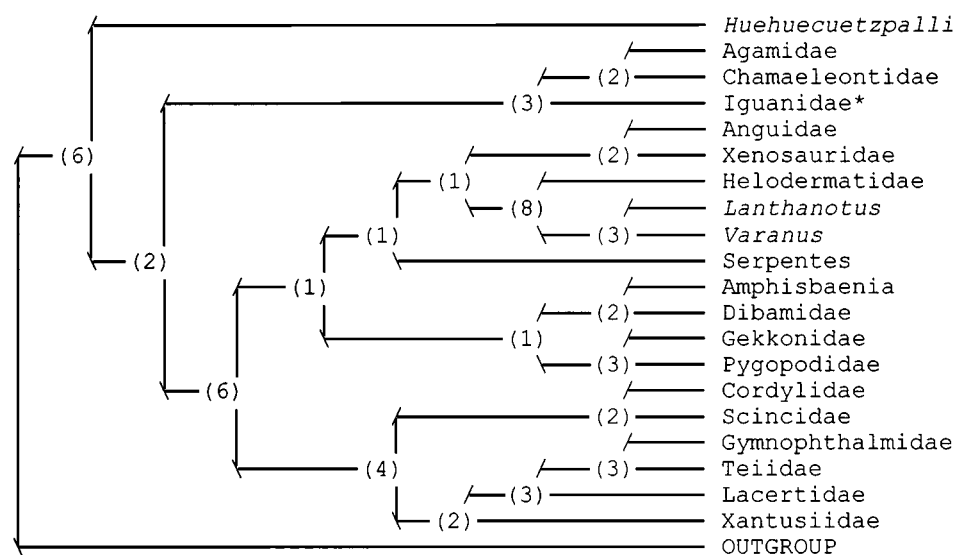 Huehuecuetzpalli
Agamidae
(2) Chamaeleontidae
(3) Iguanidae*
Anguidae
(6) (2) Xenosauridae
(1) (8) Helodermatidae
Lanthanotus
(1) (3) Varanus
(2) Serpentes
(1) Amphisbaenia
(2) Dibamidae
(1) Gekkonidae
(3) Pygopodidae
(6) Cordylidae
(2) Scincidae
Gymnophthalmidae
(4) (3) Teiidae
(3) Lacertidae
(2) Xantusiidae
OUTGROUP